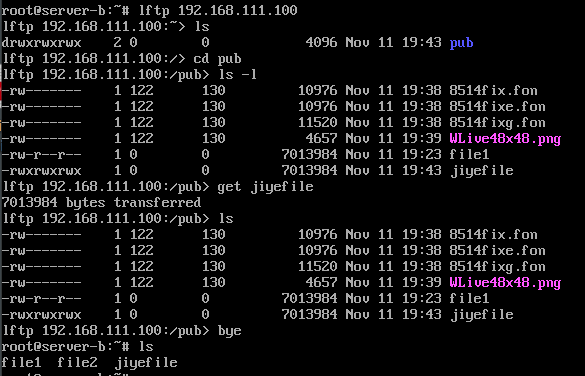 root@server-b:~# lftp 192.168.111.100
lftp 192.168.111.100:~> ls
drwxrwxrwx    2 0        0            4096 Nov 11 19:43 pub
lftp 192.168.111.100:/> cd pub
lftp 192.168.111.100:/pub> ls -l
-rw-------    1 122      130         10976 Nov 11 19:38 8514fix.fon
-rw-------    1 122      130         10976 Nov 11 19:38 8514fixe.fon
-rw-------    1 122      130         11520 Nov 11 19:38 8514fixg.fon
-rw-------    1 122      130          4657 Nov 11 19:39 WLive48x48.png
-rw-r--r--    1 0        0         7013984 Nov 11 19:23 file1
-rwxrwxrwx    1 0        0         7013984 Nov 11 19:43 jiyefile
lftp 192.168.111.100:/pub> get jiyefile
7013984 bytes transferred
lftp 192.168.111.100:/pub> ls
-rw-------    1 122      130         10976 Nov 11 19:38 8514fix.fon
-rw-------    1 122      130         10976 Nov 11 19:38 8514fixe.fon
-rw-------    1 122      130         11520 Nov 11 19:38 8514fixg.fon
-rw-------    1 122      130          4657 Nov 11 19:39 WLive48x48.png
-rw-r--r--    1 0        0         7013984 Nov 11 19:23 file1
-rwxrwxrwx    1 0        0         7013984 Nov 11 19:43 jiyefile
lftp 192.168.111.100:/pub> bye
root@server-b:~# ls
file1  file2  jiyefile